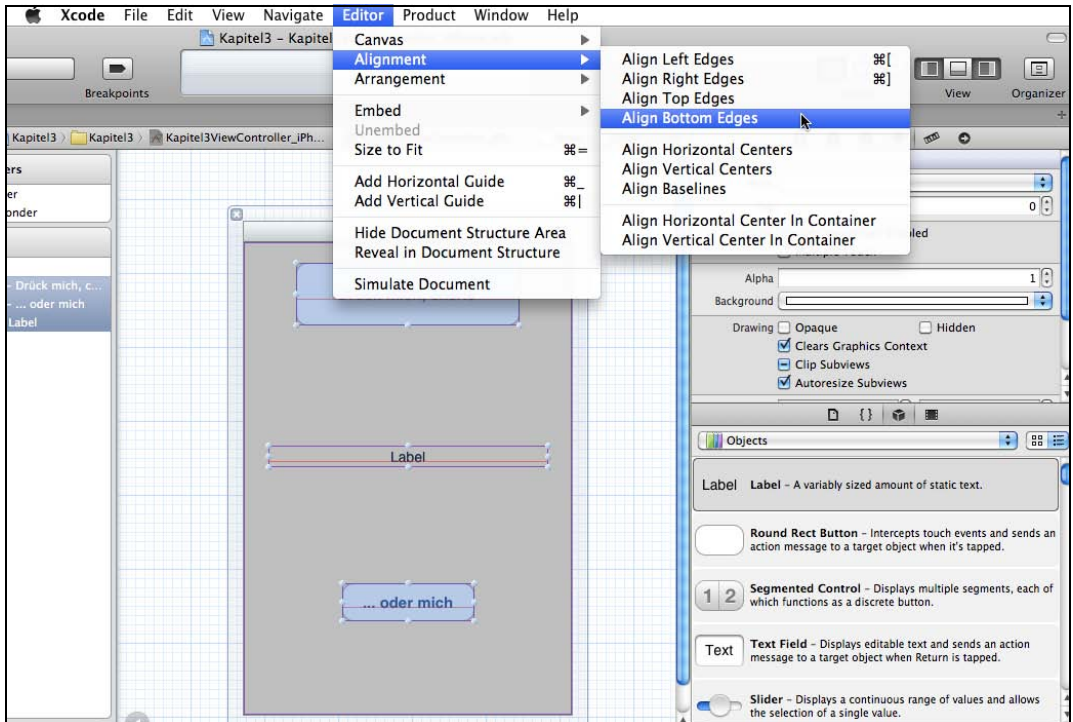 Xcode File Edit View Navigate Editor Product Window Help
Kapitel3 – Kapitel
Breakpoints
View
Organizer
Kapitel3
Kapitel3
Kapitel3ViewController_iPh...
Canvas
Alignment
Arrangement
Embed
Unembed
Size to Fit ⌘=
Add Horizontal Guide ⌘_
Add Vertical Guide ⌘|
Hide Document Structure Area
Reveal in Document Structure
Simulate Document
Align Left Edges ⌘[
Align Right Edges ⌘]
Align Top Edges
Align Bottom Edges
Align Horizontal Centers
Align Vertical Centers
Align Baselines
Align Horizontal Center In Container
Align Vertical Center In Container
ers
er
onder
– Drück mich, c...
– ... oder mich
Label
Label
... oder mich
0
led
Alpha 1
Background
Drawing Opaque Hidden
Clears Graphics Context
Clip Subviews
Autoresize Subviews
{}
Objects
Label Label – A variably sized amount of static text.
Round Rect Button – Intercepts touch events and sends an
action message to a target object when it's tapped.
1 2 Segmented Control – Displays multiple segments, each of
which functions as a discrete button.
Text Text Field – Displays editable text and sends an action
message to a target object when Return is tapped.
Slider – Displays a continuous range of values and allows
the selection of a single value.